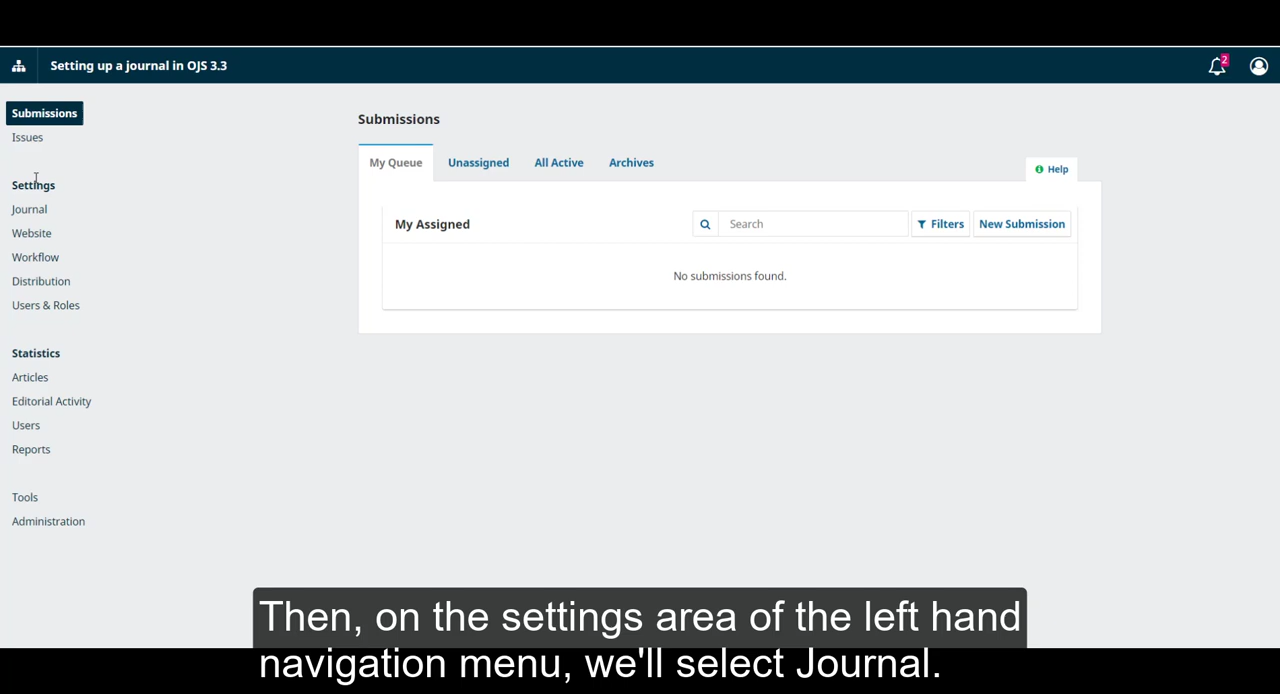 Setting up a journal in OJS 3.3
2
Submissions
Issues
Settings
Journal
Website
Workflow
Distribution
Users & Roles
Statistics
Articles
Editorial Activity
Users
Reports
Tools
Administration
Submissions
My Queue Unassigned All Active Archives
Help
My Assigned Search Filters New Submission
No submissions found.
Then, on the settings area of the left hand
navigation menu, we'll select Journal.